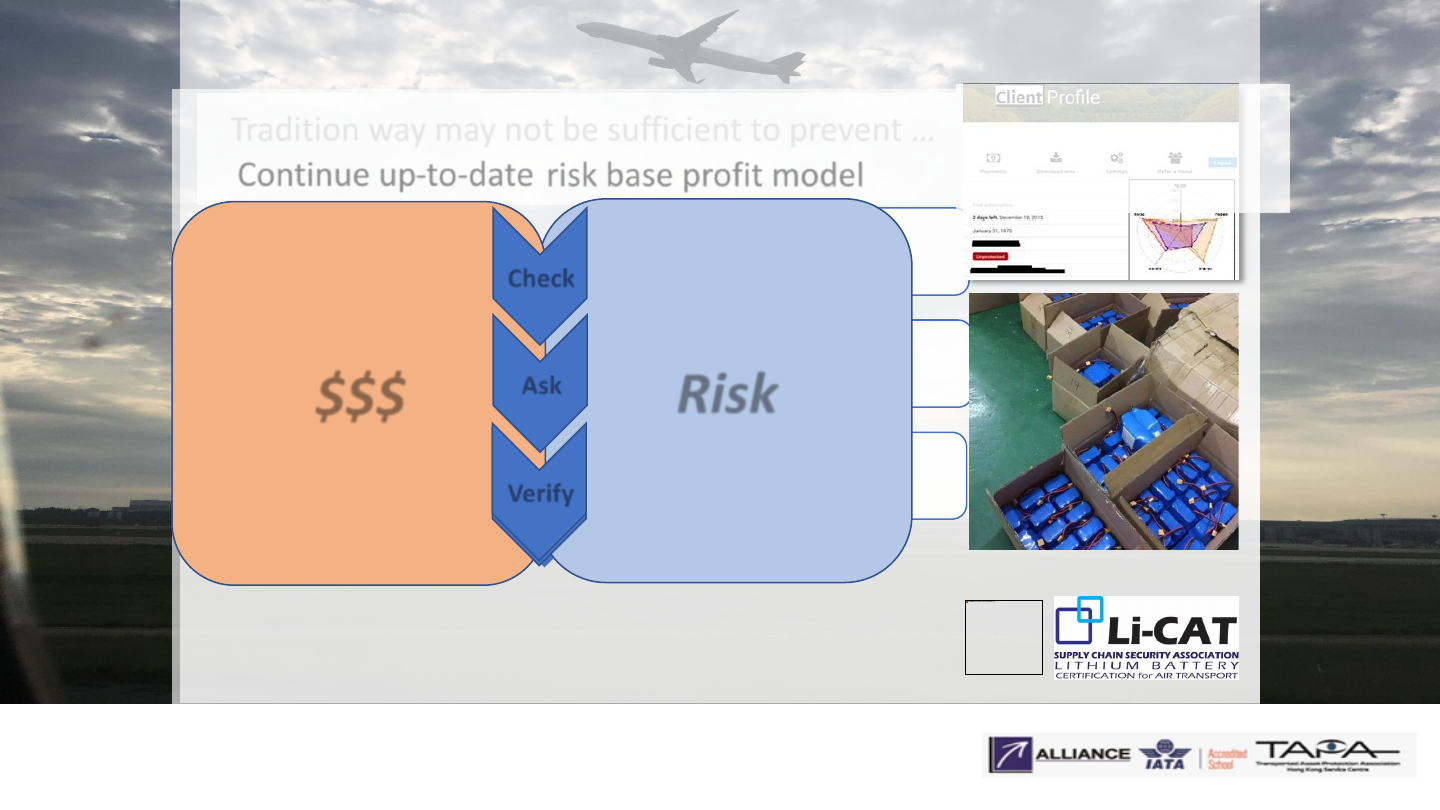 Tradition way may not be sufficient to prevent ...
Continue up-to-date risk base profit model
Client Profile
Payments
Download area
Settings
Refer a friend
2 days left. December 19, 2015
January 31, 1970
Unprotected
Check
$$$
Ask
Risk
Verify
14
Li-CAT
SUPPLY CHAIN SECURITY ASSOCIATION
LITHIUM BATTERY
CERTIFICATION for AIR TRANSPORT
ALLIANCE
IATA
Accredited
School
TAPA
Transported Asset Protection Association
Hong Kong Service Centre